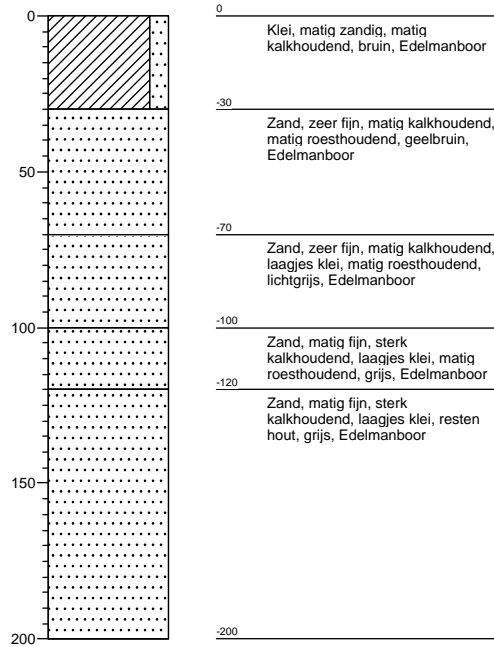 0
0
Klei, matig zandig, matig
kalkhoudend, bruin, Edelmanboor
-30
Zand, zeer fijn, matig kalkhoudend,
matig roesthoudend, geelbruin,
Edelmanboor
50
-70
Zand, zeer fijn, matig kalkhoudend,
laagjes klei, matig roesthoudend,
lichtgrijs, Edelmanboor
100
-100
Zand, matig fijn, sterk
kalkhoudend, laagjes klei, matig
roesthoudend, grijs, Edelmanboor
-120
Zand, matig fijn, sterk
kalkhoudend, laagjes klei, resten
hout, grijs, Edelmanboor
150
200
-200